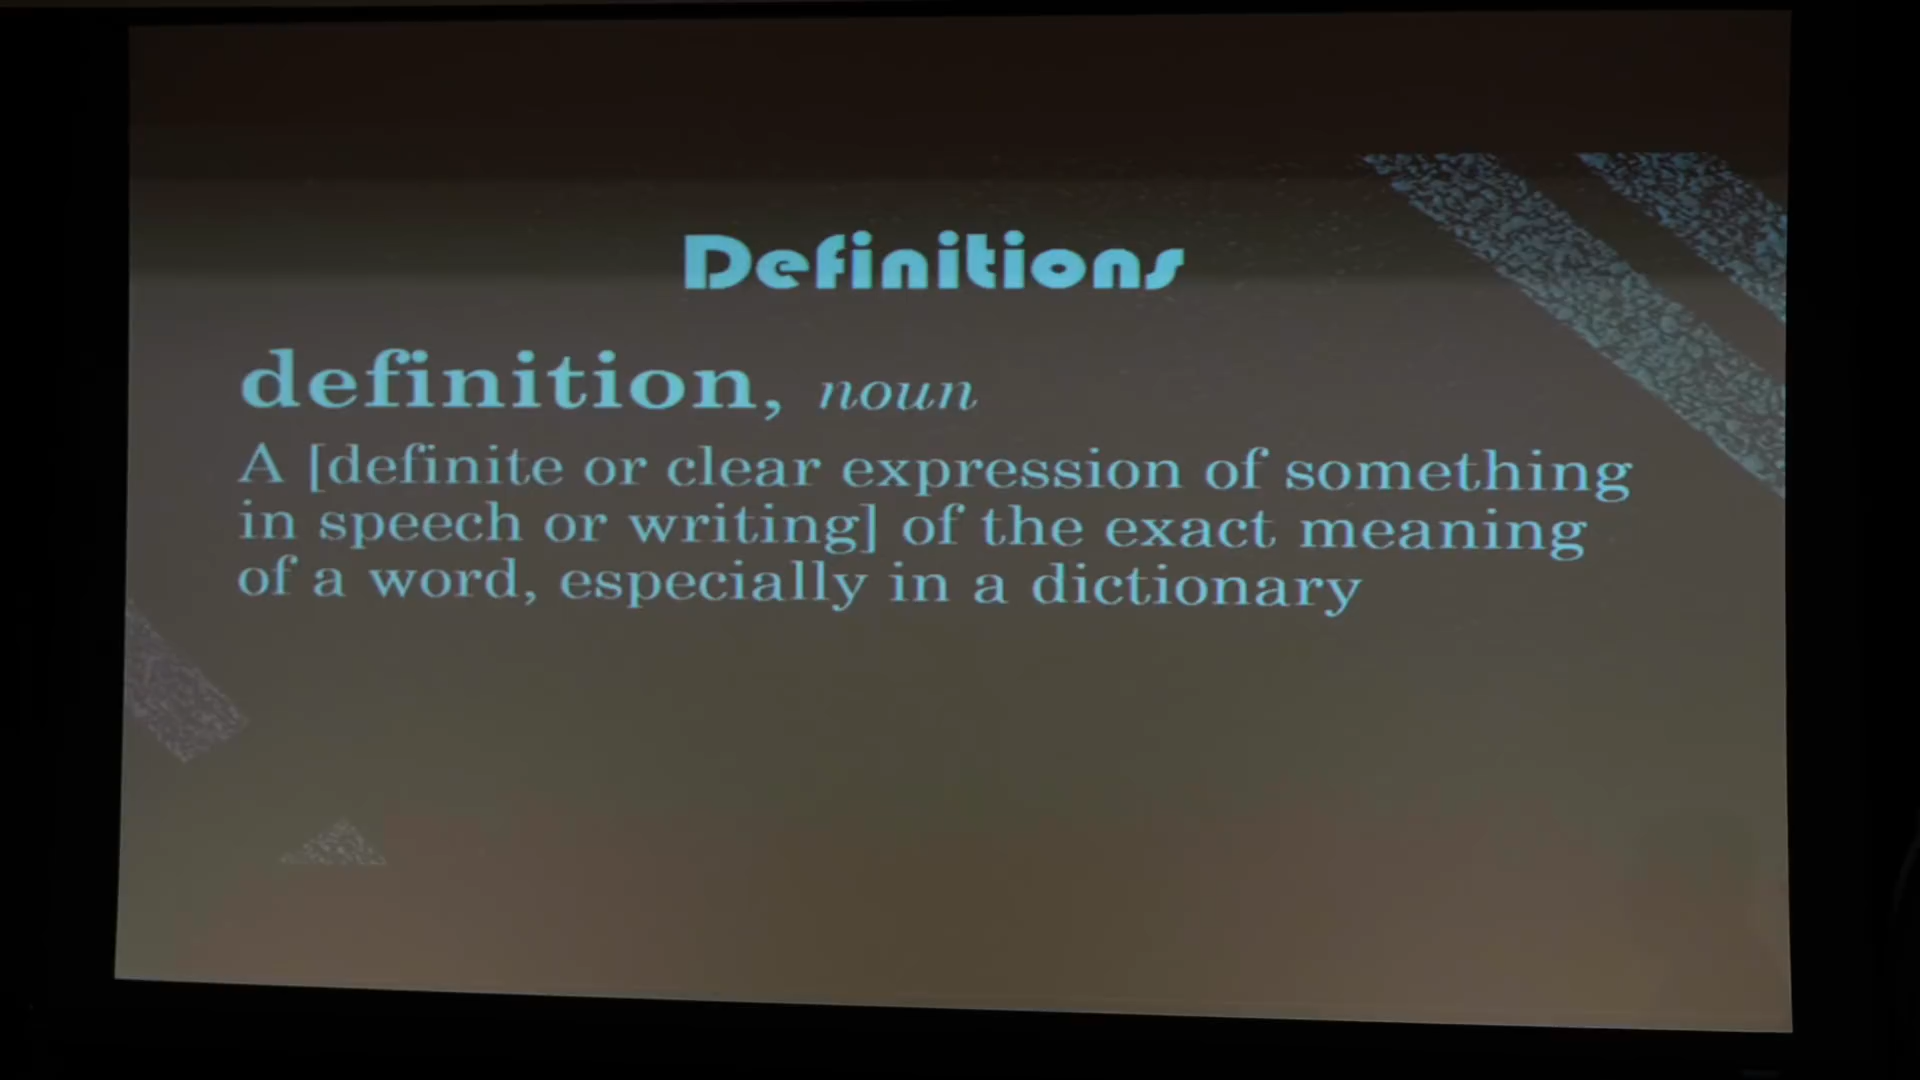 Definitions
definition, noun
A [definite or clear expression of something
in speech or writing] of the exact meaning
of a word, especially in a dictionary